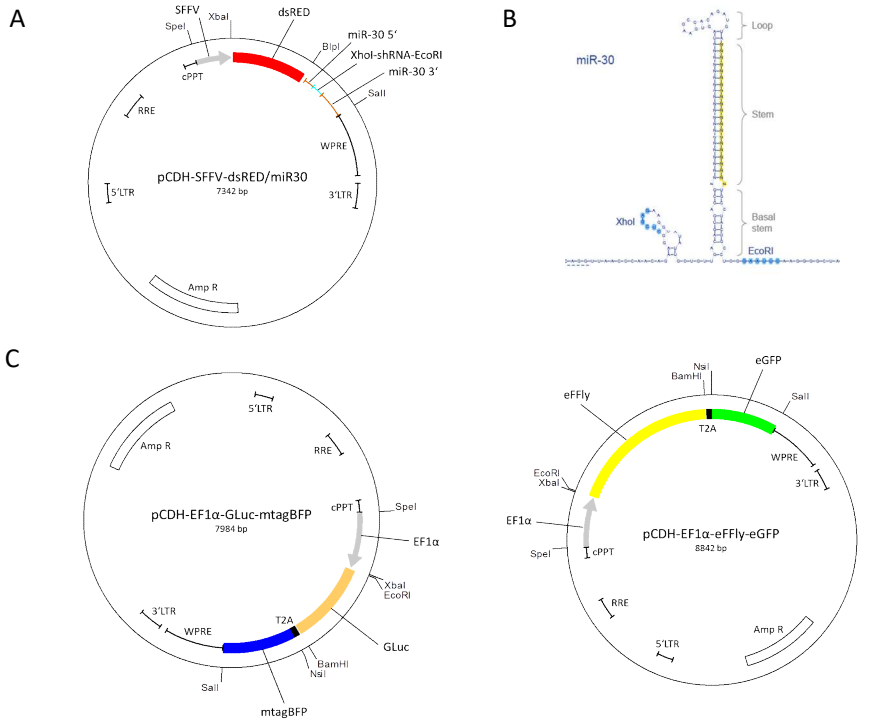 A
SFFV
dsRED
XbaI
SpeI
miR-30 5‘
BlpI
XhoI-shRNA-EcoRI
miR-30 3‘
SalI
cPPT
RRE
WPRE
pCDH-SFFV-dsRED/miR30
7342 bp
5‘LTR
3‘LTR
Amp R
B
Loop
miR-30
Stem
XhoI
Basal
stem
EcoRI
C
5‘LTR
Amp R
RRE
cPPT
SpeI
pCDH-EF1α-GLuc-mtagBFP
7984 bp
EF1α
XbaI
EcoRI
3‘LTR
WPRE
T2A
GLuc
BamHI
NsiI
SalI
mtagBFP
NsiI
BamHI
eGFP
eFFly
SalI
T2A
WPRE
3‘LTR
EcoRI
XbaI
EF1α
pCDH-EF1α-eFFly-eGFP
8842 bp
SpeI
cPPT
RRE
Amp R
5‘LTR